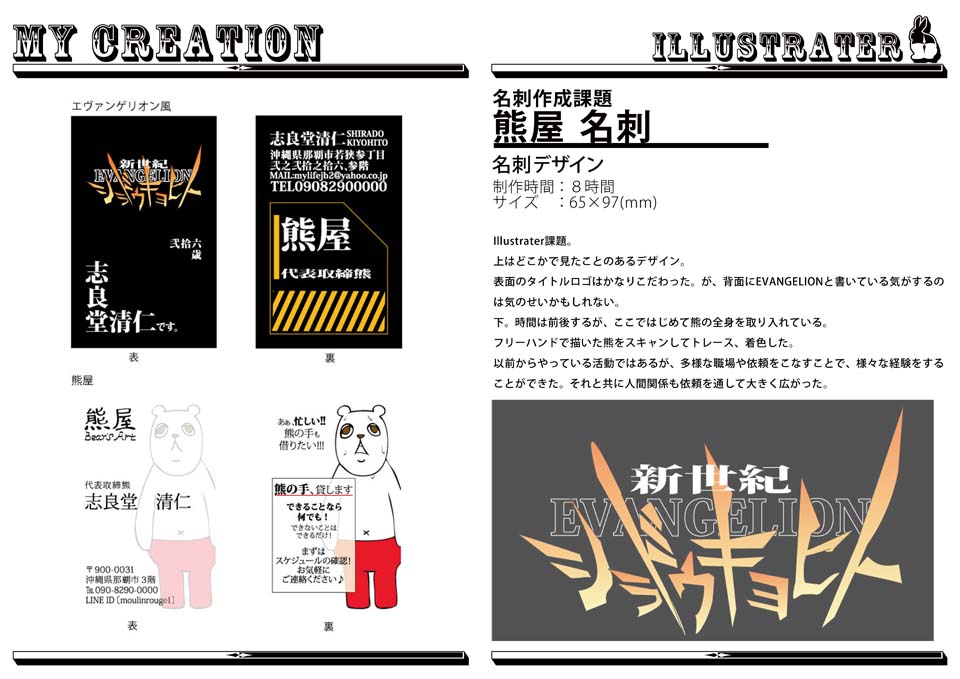 MY CREATION
エヴァンゲリオン風
新世紀
EVANGELION
シドウキョヒト
弐拾六
歳
志
良
堂清仁です。
表
志良堂清仁 SHIRADO
KIYOHITO
沖縄県那覇市若狭参丁目
弐之弐拾之拾六、参階
MAIL:mylifejb2@yahoo.co.jp
TEL09082900000
熊屋
代表取締熊
裏
熊屋
熊屋
Bear's Art
代表取締熊
志良堂 清仁
〒900-0031
沖縄県那覇市3階
℡090-8290-0000
LINE ID〔moulinrouge1〕
表
あぁ、忙しい!!
熊の手も
借りたい!!!
熊の手、貸します
できることなら
何でも!
できないことは
できるだけ!
まずは
スケジュールの確認!
お気軽に
ご連絡ください♪
裏
ILLUSTRATER
名刺作成課題
熊屋 名刺
名刺デザイン
制作時間:8時間
サイズ :65×97(mm)
Illustrater課題。
上はどこかで見たことのあるデザイン。
表面のタイトルロゴはかなりこだわった。が、背面にEVANGELIONと書いている気がするの
は気のせいかもしれない。
下。時間は前後するが、ここではじめて熊の全身を取り入れている。
フリーハンドで描いた熊をスキャンしてトレース、着色した。
以前からやっている活動ではあるが、多様な職場や依頼をこなすことで、様々な経験をする
ことができた。それと共に人間関係も依頼を通して大きく広がった。
新世紀
EVANGELION
シラドウキヨヒト